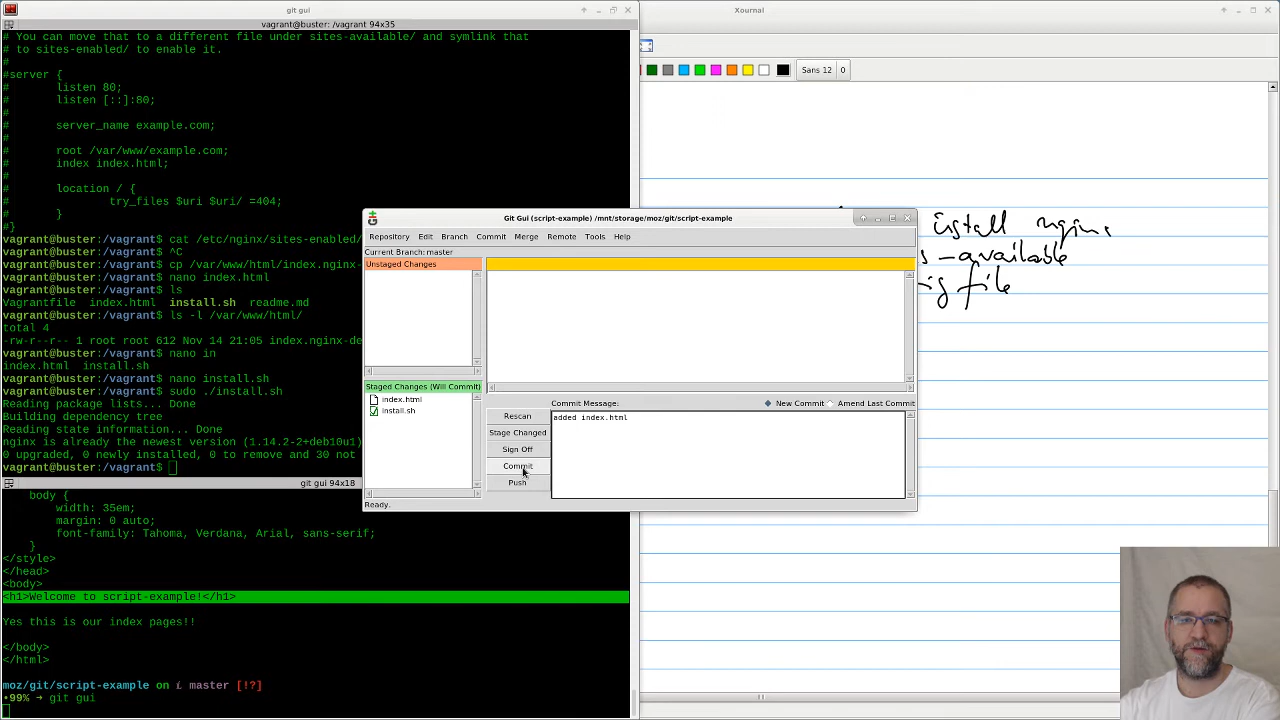 git gui
vagrant@buster: /vagrant 94x35
# You can move that to a different file under sites-available/ and symlink that
# to sites-enabled/ to enable it.
#
#server {
#       listen 80;
#       listen [::]:80;
#
#       server_name example.com;
#
#       root /var/www/example.com;
#       index index.html;
#
#       location / {
#               try_files $uri $uri/ =404;
#       }
#}
vagrant@buster:/vagrant$ cat /etc/nginx/sites-enabled/
vagrant@buster:/vagrant$ ^C
vagrant@buster:/vagrant$ cp /var/www/html/index.nginx-
vagrant@buster:/vagrant$ nano index.html
vagrant@buster:/vagrant$ ls
Vagrantfile  index.html  install.sh  readme.md
vagrant@buster:/vagrant$ ls -l /var/www/html/
total 4
-rw-r--r-- 1 root root 612 Nov 14 21:05 index.nginx-de
vagrant@buster:/vagrant$ nano in
index.html  install.sh
vagrant@buster:/vagrant$ nano install.sh
vagrant@buster:/vagrant$ sudo ./install.sh
Reading package lists... Done
Building dependency tree
Reading state information... Done
nginx is already the newest version (1.14.2-2+deb10u1)
0 upgraded, 0 newly installed, 0 to remove and 30 not
vagrant@buster:/vagrant$
git gui 94x18
body {
width: 35em;
margin: 0 auto;
font-family: Tahoma, Verdana, Arial, sans-serif;
}
</style>
</head>
<body>
<h1>Welcome to script-example!</h1>
Yes this is our index pages!!
</body>
</html>
moz/git/script-example on master [!?]
•99% → git gui
Git Gui (script-example) /mnt/storage/moz/git/script-example
Repository Edit Branch Commit Merge Remote Tools Help
Current Branch: master
Unstaged Changes
Staged Changes (Will Commit)
index.html
install.sh
Rescan
Stage Changed
Sign Off
Commit
Push
Commit Message:
New Commit
Amend Last Commit
added index.html
Ready.
Xournal
Sans 12 0
install nginx
s-available
ig file